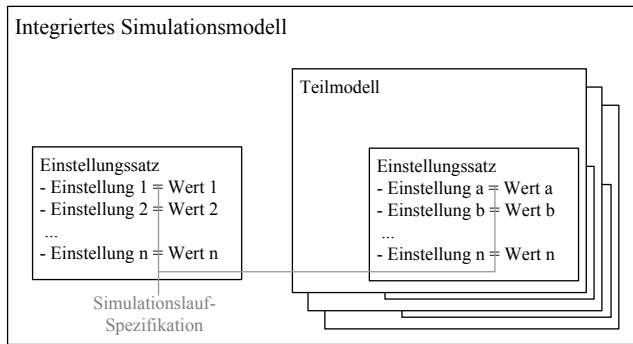 Integriertes Simulationsmodell
Teilmodell
Einstellungssatz
- Einstellung 1 = Wert 1
- Einstellung 2 = Wert 2
...
- Einstellung n = Wert n
Einstellungssatz
- Einstellung a = Wert a
- Einstellung b = Wert b
...
- Einstellung n = Wert n
Simulationslauf-
Spezifikation